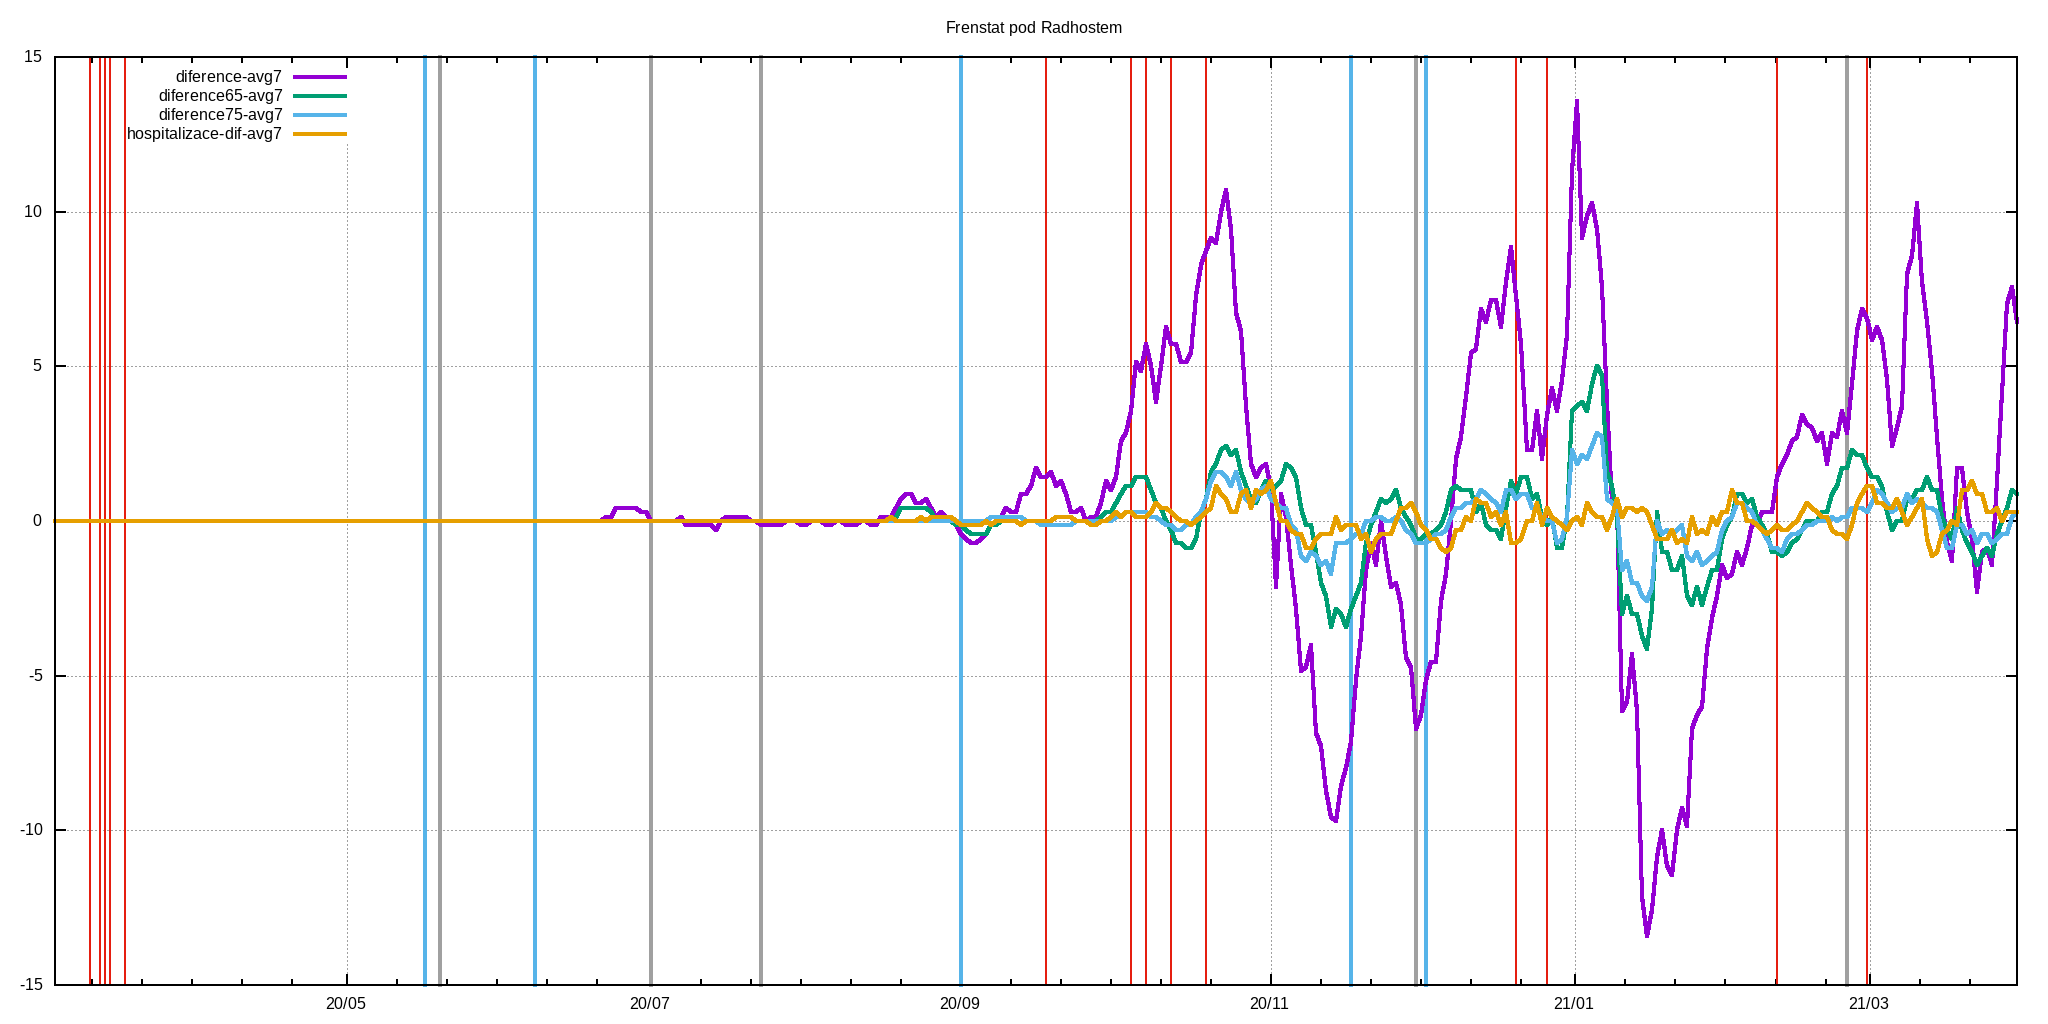 Frenstat pod Radhostem
15
10
5
0
-5
-10
-15
diference-avg7
diference65-avg7
diference75-avg7
hospitalizace-dif-avg7
20/05
20/07
20/09
20/11
21/01
21/03